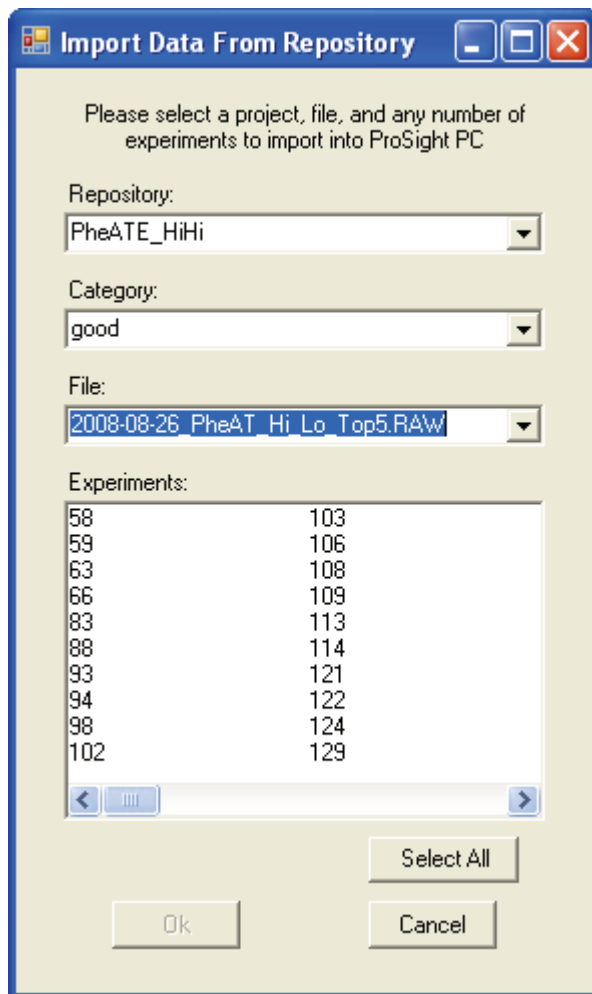 Import Data From Repository
Please select a project, file, and any number of
experiments to import into ProSight PC
Repository:
PheATE_HiHi
Category:
good
File:
2008-08-26_PheAT_Hi_Lo_Top5.RAW
Experiments:
58 103
59 106
63 108
66 109
83 113
88 114
93 121
94 122
98 124
102 129
Select All
Ok Cancel